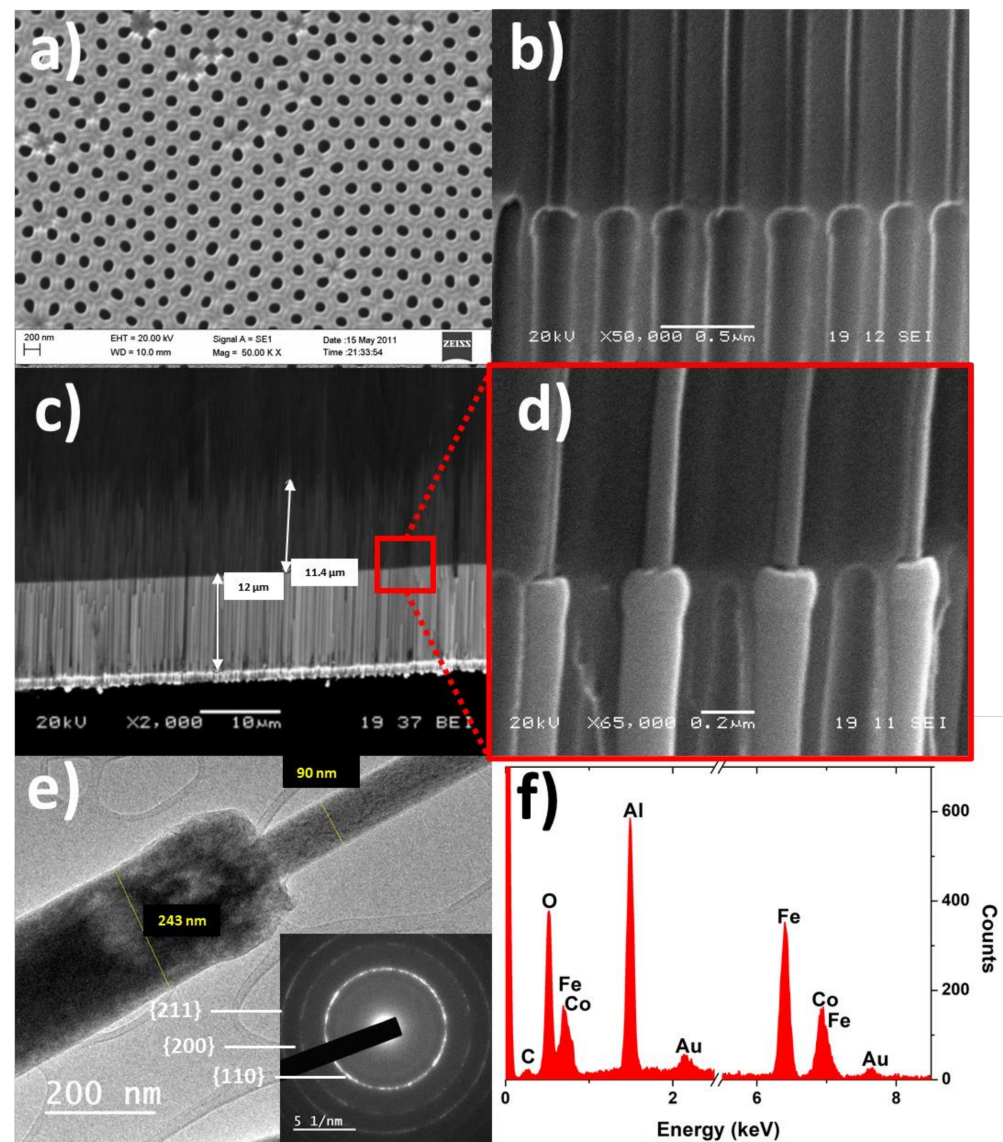 a)
200 nm
EHT = 20.00 kV
WD = 10.0 mm
Signal A = SE1
Mag = 50.00 K X
Date :15 May 2011
Time :21:33:54
ZEISS
b)
20kV X50,000 0.5μm 19 12 SEI
c)
12 μm
11.4 μm
20kV X2,000 10μm 19 37 BEI
d)
20kV X65,000 0.2μm 19 11 SEI
e)
90 nm
243 nm
{211}
{200}
{110}
200 nm
5 1/nm
f)
Al
O
Fe
Co
C
Au
Fe
Co
Fe
Au
600
400
200
0
Counts
0 2 6 8
Energy (keV)